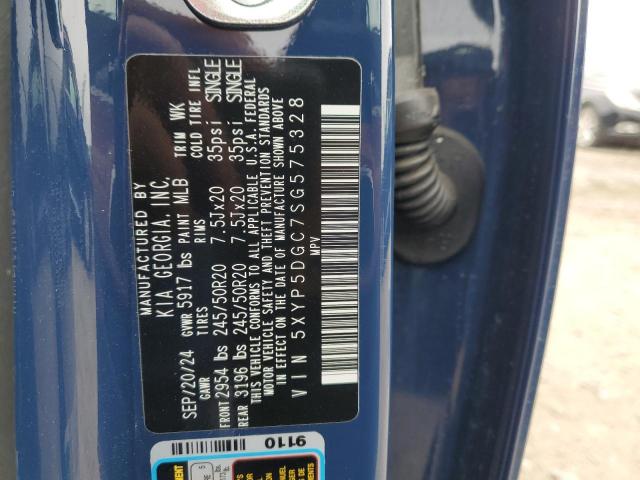 MANUFACTURED BY
KIA GEORGIA, INC.
SEP/20/24 GVWR 5917 lbs PAINT MLB TRIM WK
GAWR TIRES RIMS COLD TIRE INFL
FRONT 2954 lbs 245/50R20 7.5Jx20 35psi SINGLE
REAR 3196 lbs 245/50R20 7.5Jx20 35psi SINGLE
THIS VEHICLE CONFORMS TO ALL APPLICABLE U.S.A. FEDERAL
MOTOR VEHICLE SAFETY AND THEFT PREVENTION STANDARDS
IN EFFECT ON THE DATE OF MANUFACTURE SHOWN ABOVE
VIN 5XYP5DGC7SG575328
MPV
9110